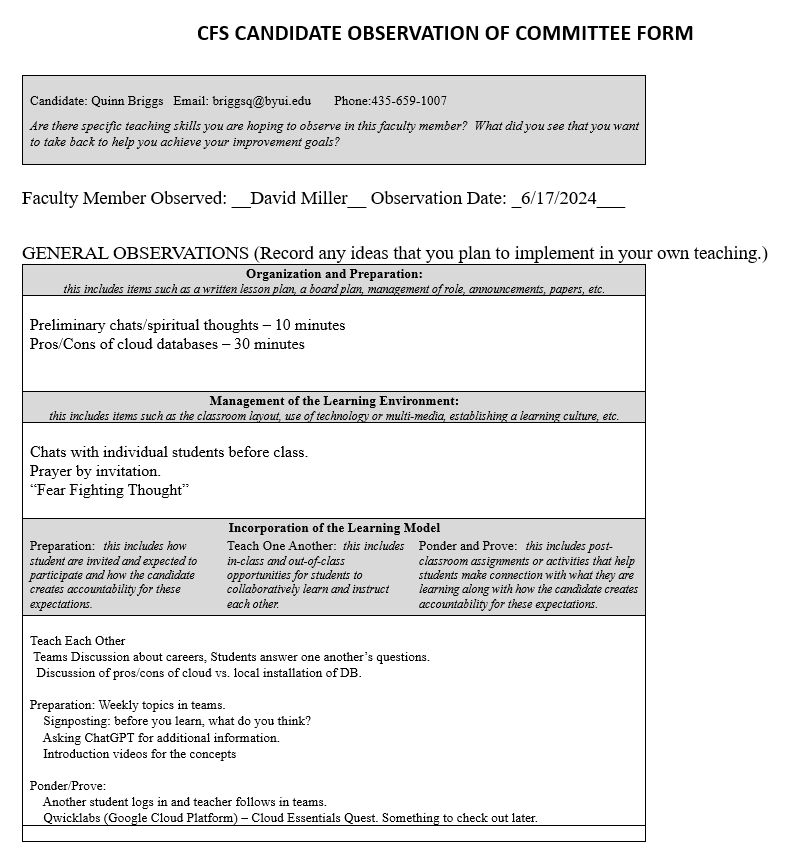 CFS CANDIDATE OBSERVATION OF COMMITTEE FORM
Candidate: Quinn Briggs Email: briggsq@byui.edu Phone:435-659-1007
Are there specific teaching skills you are hoping to observe in this faculty member? What did you see that you want
to take back to help you achieve your improvement goals?
Faculty Member Observed: __David Miller__ Observation Date: _6/17/2024___
GENERAL OBSERVATIONS (Record any ideas that you plan to implement in your own teaching.)
Organization and Preparation:
this includes items such as a written lesson plan, a board plan, management of role, announcements, papers, etc.
Preliminary chats/spiritual thoughts – 10 minutes
Pros/Cons of cloud databases – 30 minutes
Management of the Learning Environment:
this includes items such as the classroom layout, use of technology or multi-media, establishing a learning culture, etc.
Chats with individual students before class.
Prayer by invitation.
“Fear Fighting Thought”
Incorporation of the Learning Model
Preparation: this includes how
student are invited and expected to
participate and how the candidate
creates accountability for these
expectations.
Teach One Another: this includes
in-class and out-of-class
opportunities for students to
collaboratively learn and instruct
each other.
Ponder and Prove: this includes post-
classroom assignments or activities that help
students make connection with what they are
learning along with how the candidate creates
accountability for these expectations.
Teach Each Other
Teams Discussion about careers, Students answer one another’s questions.
Discussion of pros/cons of cloud vs. local installation of DB.
Preparation: Weekly topics in teams.
Signposting: before you learn, what do you think?
Asking ChatGPT for additional information.
Introduction videos for the concepts
Ponder/Prove:
Another student logs in and teacher follows in teams.
Qwicklabs (Google Cloud Platform) – Cloud Essentials Quest. Something to check out later.